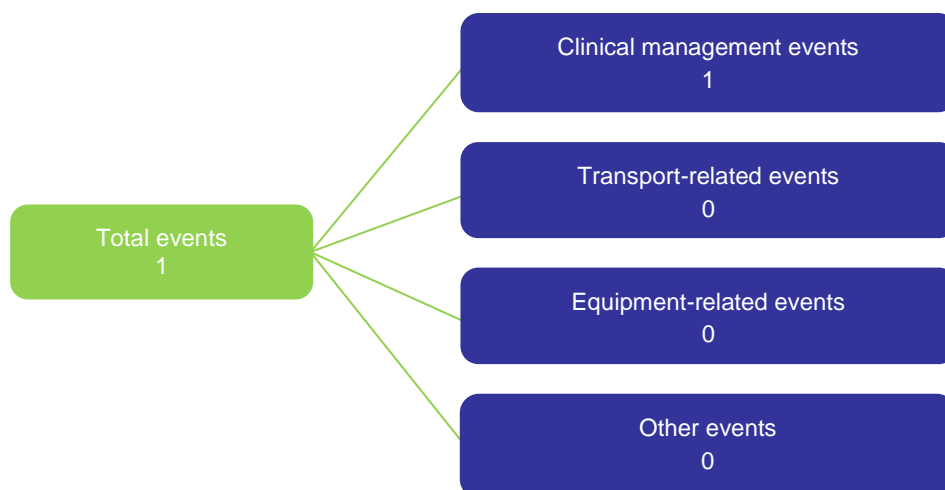 Clinical management events
1
Transport-related events
0
Total events
1
Equipment-related events
0
Other events
0